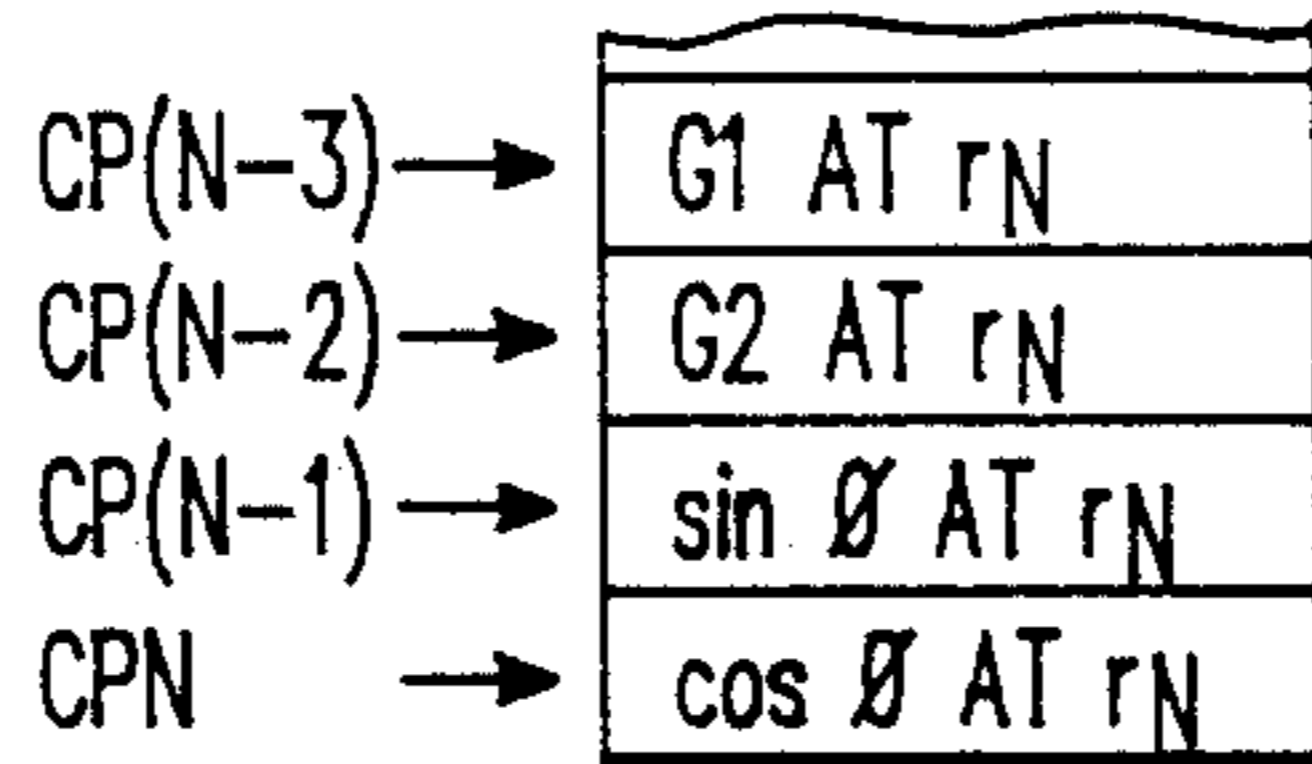 CP(N-3) G1 AT rN
CP(N-2) G2 AT rN
CP(N-1) sin Ø AT rN
CPN cos Ø AT rN